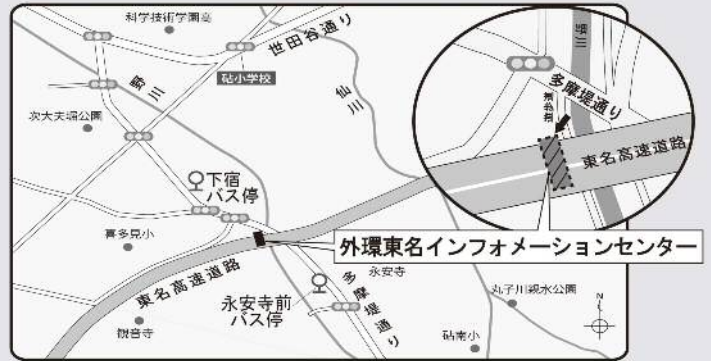 科学技術学園高
世田谷通り
砧小学校
野川
仙川
次大夫堀公園
下宿
バス停
喜多見小
東名高速道路
観音寺
永安寺前
バス停
多摩堤通り
永安寺
砧南小
丸子川親水公園
外環東名インフォメーションセンター
野川
多摩堤通り
東名高速道路
N